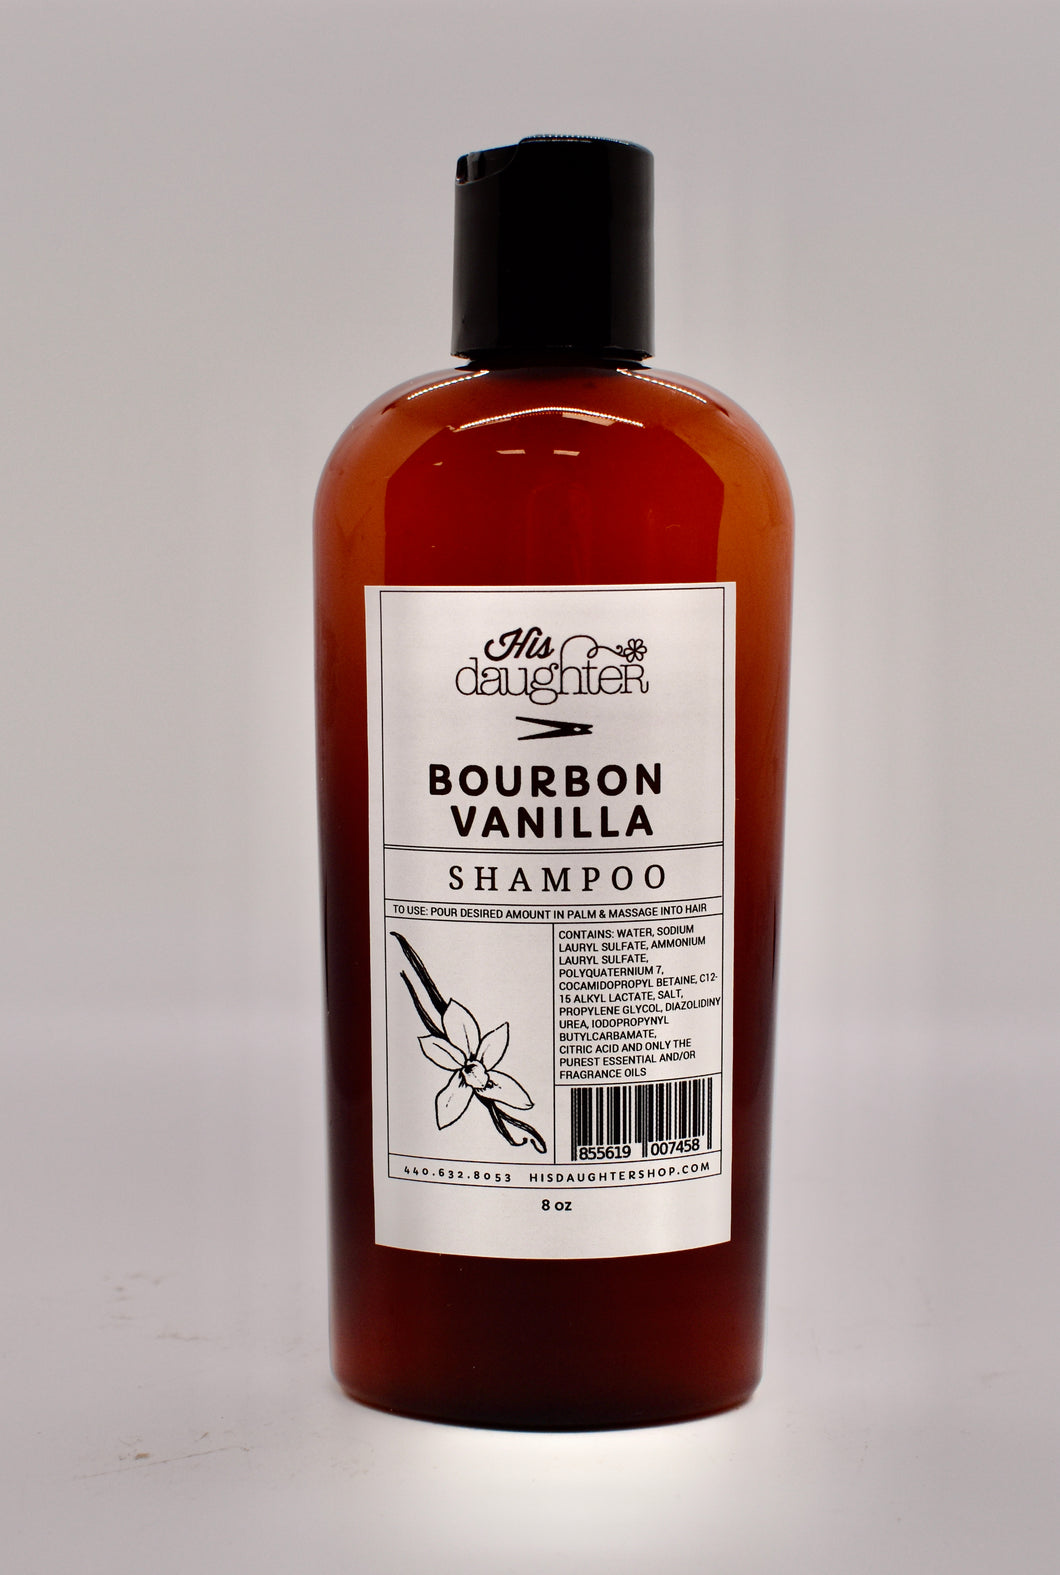 His
daughter
BOURBON
VANILLA
SHAMPOO
TO USE: POUR DESIRED AMOUNT IN PALM & MASSAGE INTO HAIR
CONTAINS: WATER, SODIUM
LAURYL SULFATE, AMMONIUM
LAURYL SULFATE,
POLYQUATERNIUM 7,
COCAMIDOPROPYL BETAINE, C12-
15 ALKYL LACTATE, SALT,
PROPYLENE GLYCOL, DIAZOLIDINY
UREA, IODOPROPYNYL
BUTYLCARBAMATE,
CITRIC ACID AND ONLY THE
PUREST ESSENTIAL AND/OR
FRAGRANCE OILS
855619 007458
440.632.8053 HISDAUGHTERSHOP.COM
8 oz